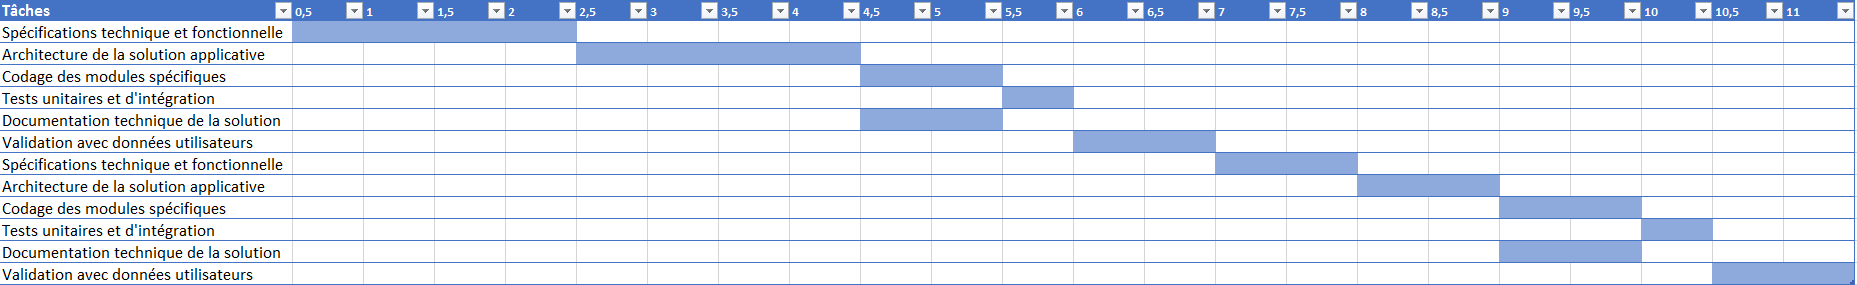 Tâches 0,5 1 1,5 2 2,5 3 3,5 4 4,5 5 5,5 6 6,5 7 7,5 8 8,5 9 9,5 10 10,5 11
Spécifications technique et fonctionnelle
Architecture de la solution applicative
Codage des modules spécifiques
Tests unitaires et d'intégration
Documentation technique de la solution
Validation avec données utilisateurs
Spécifications technique et fonctionnelle
Architecture de la solution applicative
Codage des modules spécifiques
Tests unitaires et d'intégration
Documentation technique de la solution
Validation avec données utilisateurs